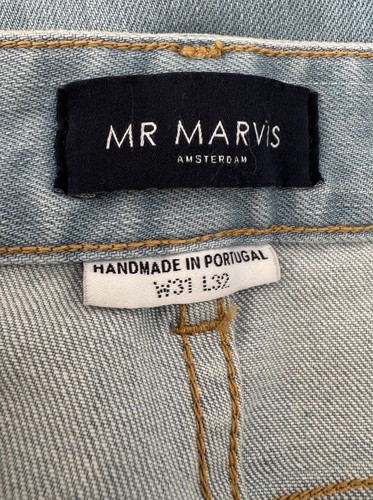 MR MARVIS
AMSTERDAM
HANDMADE IN PORTUGAL
W31 L32